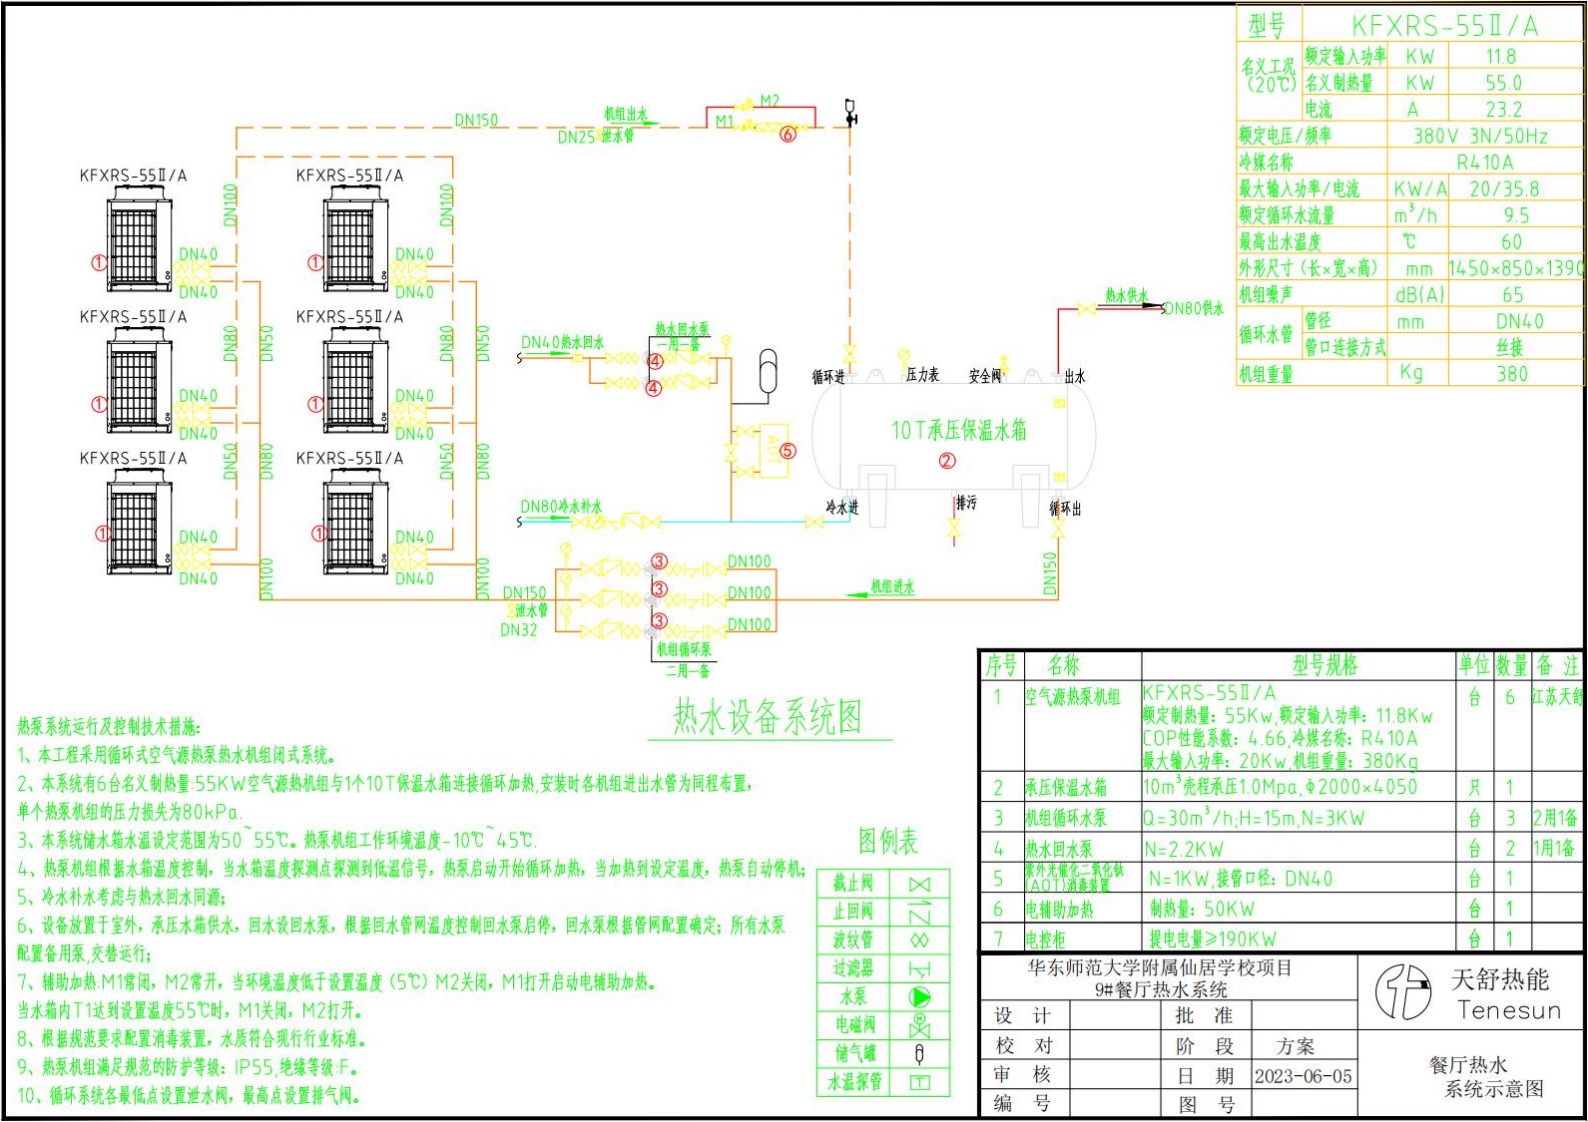 型号 KFXRS-55Ⅱ/A
名义工况(20℃) 额定输入功率 KW 11.8
名义制热量 KW 55.0
电流 A 23.2
额定电压/频率 380V 3N/50Hz
冷媒名称 R410A
最大输入功率/电流 KW/A 20/35.8
额定循环水流量 m³/h 9.5
最高出水温度 ℃ 60
外形尺寸(长×宽×高) mm 1450×850×1390
机组噪声 dB(A) 65
循环水管 管径 mm DN40
管口连接方式 丝接
机组重量 Kg 380
DN150
机组出水
DN25
泄水管
M2
M1
⑥
KFXRS-55Ⅱ/A
KFXRS-55Ⅱ/A
DN100
DN100
①
DN40
DN40
①
DN40
DN40
KFXRS-55Ⅱ/A
KFXRS-55Ⅱ/A
DN80
DN50
DN80
DN50
①
DN40
DN40
①
DN40
DN40
KFXRS-55Ⅱ/A
KFXRS-55Ⅱ/A
DN50
DN80
DN50
DN80
①
DN40
DN40
①
DN40
DN40
DN100
DN100
DN40热水回水
热水回水泵
一用一备
④
④
AOT
⑤
DN80冷水补水
循环进
压力表
安全阀
出水
热水供水
DN80供水
10T承压保温水箱
②
T2
T1
冷水进
排污
循环出
DN150
机组进水
DN150
泄水管
DN32
③
DN100
③
DN100
③
DN100
机组循环泵
二用一备
热水设备系统图
热泵系统运行及控制技术措施:
1、本工程采用循环式空气源热泵热水机组闭式系统。
2、本系统有6台名义制热量:55KW空气源热机组与1个10T保温水箱连接循环加热,安装时各机组进出水管为同程布置,
单个热泵机组的压力损失为80kPa.
3、本系统储水箱水温设定范围为50~55℃。热泵机组工作环境温度-10℃~45℃.
4、热泵机组根据水箱温度控制,当水箱温度探测点探测到低温信号,热泵启动开始循环加热,当加热到设定温度,热泵自动停机;
5、冷水补水考虑与热水回水同源;
6、设备放置于室外,承压水箱供水,回水设回水泵,根据回水管网温度控制回水泵启停,回水泵根据管网配置确定;所有水泵
配置备用泵,交替运行;
7、辅助加热:M1常闭,M2常开,当环境温度低于设置温度(5℃)M2关闭,M1打开启动电辅助加热。
当水箱内T1达到设置温度55℃时,M1关闭,M2打开。
8、根据规范要求配置消毒装置,水质符合现行行业标准。
9、热泵机组满足规范的防护等级:IP55,绝缘等级:F。
10、循环系统各最低点设置泄水阀,最高点设置排气阀。
图例表
截止阀
止回阀
波纹管
过滤器
水泵
电磁阀 M
储气罐
水温探管 T
序号 名称 型号规格 单位 数量 备 注
1 空气源热泵机组 KFXRS-55Ⅱ/A 台 6 江苏天舒
额定制热量:55Kw,额定输入功率:11.8Kw
COP性能系数:4.66,冷媒名称:R410A
最大输入功率:20Kw,机组重量:380Kg
2 承压保温水箱 10m³壳程承压1.0Mpa,Φ2000×4050 只 1
3 机组循环水泵 Q=30m³/h;H=15m,N=3KW 台 3 2用1备
4 热水回水泵 N=2.2KW 台 2 1用1备
5 紫外光催化二氧化钛(AOT)消毒装置 N=1KW,接管口径:DN40 台 1
6 电辅助加热 制热量:50KW 台 1
7 电控柜 提电电量≥190KW 台 1
华东师范大学附属仙居学校项目
9#餐厅热水系统
天舒热能
Tenesun
设 计 批 准
校 对 阶 段 方案
审 核 日 期 2023-06-05
编 号 图 号
餐厅热水
系统示意图